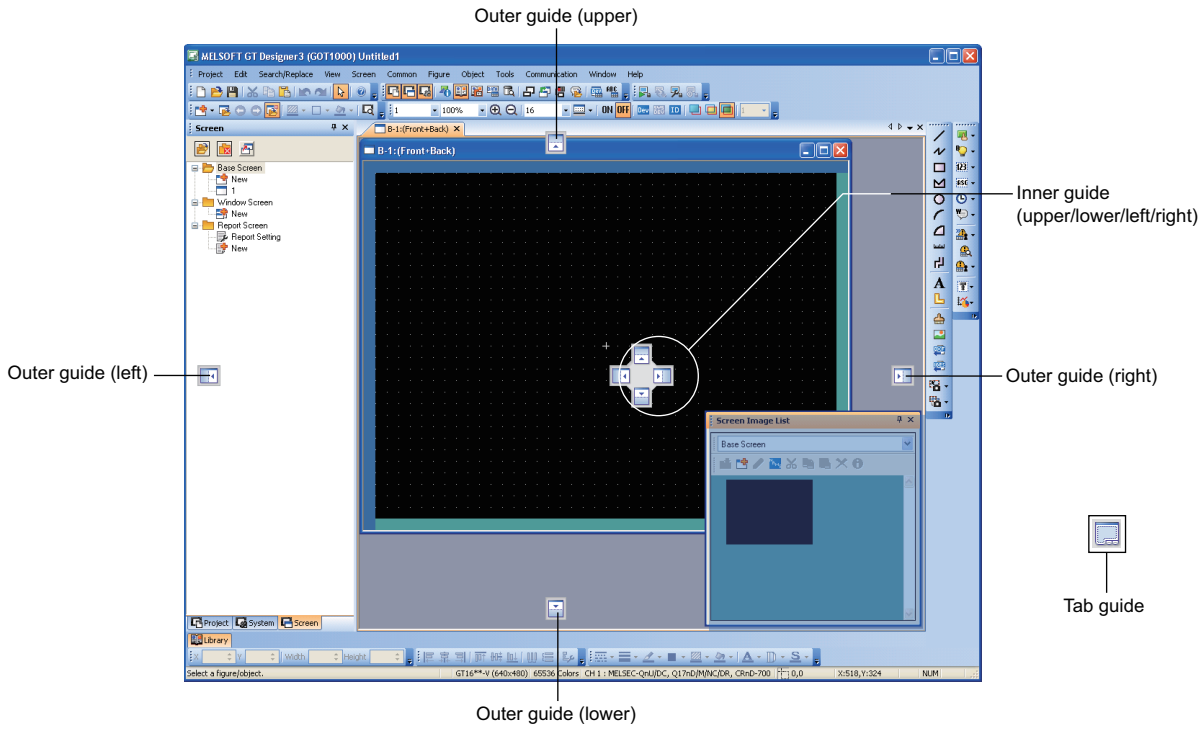 Outer guide (upper)
MELSOFT GT Designer3 (GOT1000) Untitled1
Project Edit Search/Replace View Screen Common Figure Object Tools Communication Window Help
1 100% 16 ON OFF Dev ID 1
Screen
B-1:(Front+Back)
B-1:(Front+Back)
Base Screen
New
1
Window Screen
New
Report Screen
Report Setting
New
Inner guide
(upper/lower/left/right)
Outer guide (left)
Outer guide (right)
Screen Image List
Base Screen
Tab guide
Project System Screen
Library
X Y Width Height
Select a figure/object.
GT16**-V (640x480) 65536 Colors CH 1 : MELSEC-QnU/DC, Q17nD/M/NC/DR, CRnD-700 0,0 X:518,Y:324 NUM
Outer guide (lower)